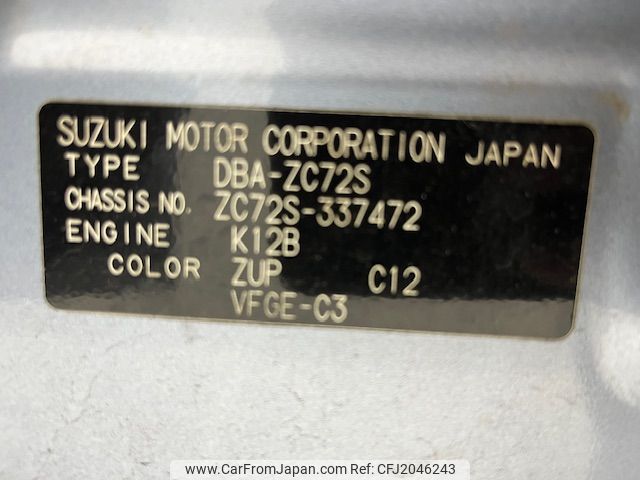 SUZUKI MOTOR CORPORATION JAPAN
TYPE DBA-ZC72S
CHASSIS NO. ZC72S-337472
ENGINE K12B
COLOR ZUP C12
VFGE-C3
www.CarFromJapan.com Ref: CFJ2046243